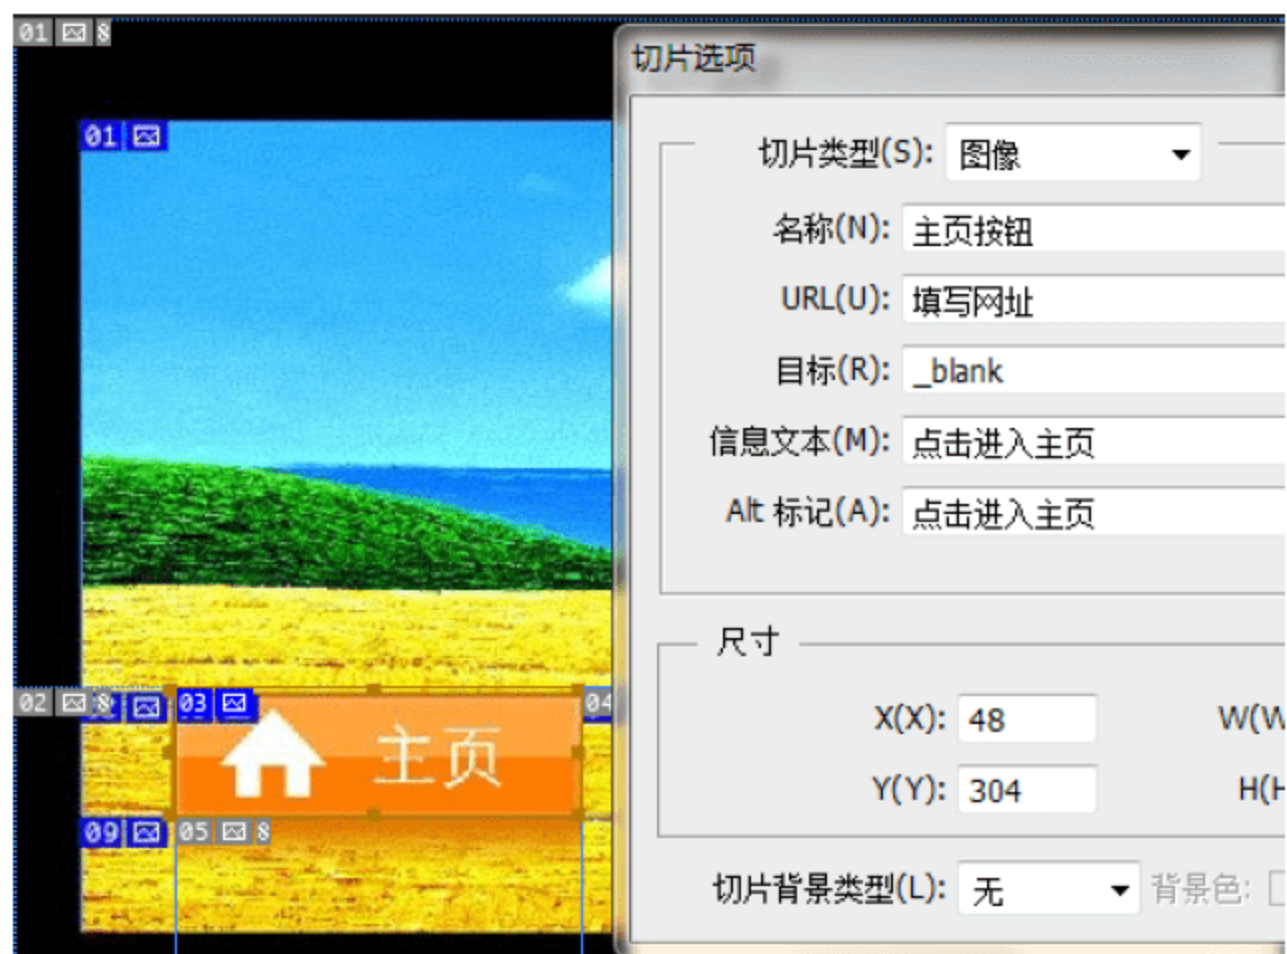 01
切片选项
01
切片类型(S): 图像
名称(N): 主页按钮
URL(U): 填写网址
目标(R): _blank
信息文本(M): 点击进入主页
Alt 标记(A): 点击进入主页
尺寸
02 03 04
主页
X(X): 48 W(W
Y(Y): 304 H(H
09 05
切片背景类型(L): 无 背景色: